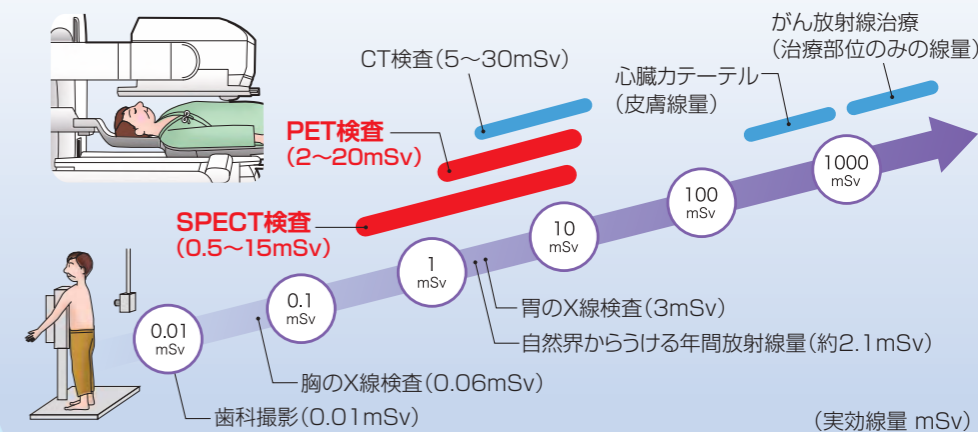 がん放射線治療
(治療部位のみの線量)
CT検査(5〜30mSv)
心臓カテーテル
(皮膚線量)
PET検査
(2〜20mSv)
SPECT検査
(0.5〜15mSv)
1000
mSv
100
mSv
10
mSv
1
mSv
0.1
mSv
0.01
mSv
胃のX線検査(3mSv)
自然界からうける年間放射線量(約2.1mSv)
胸のX線検査(0.06mSv)
歯科撮影(0.01mSv)
(実効線量 mSv)